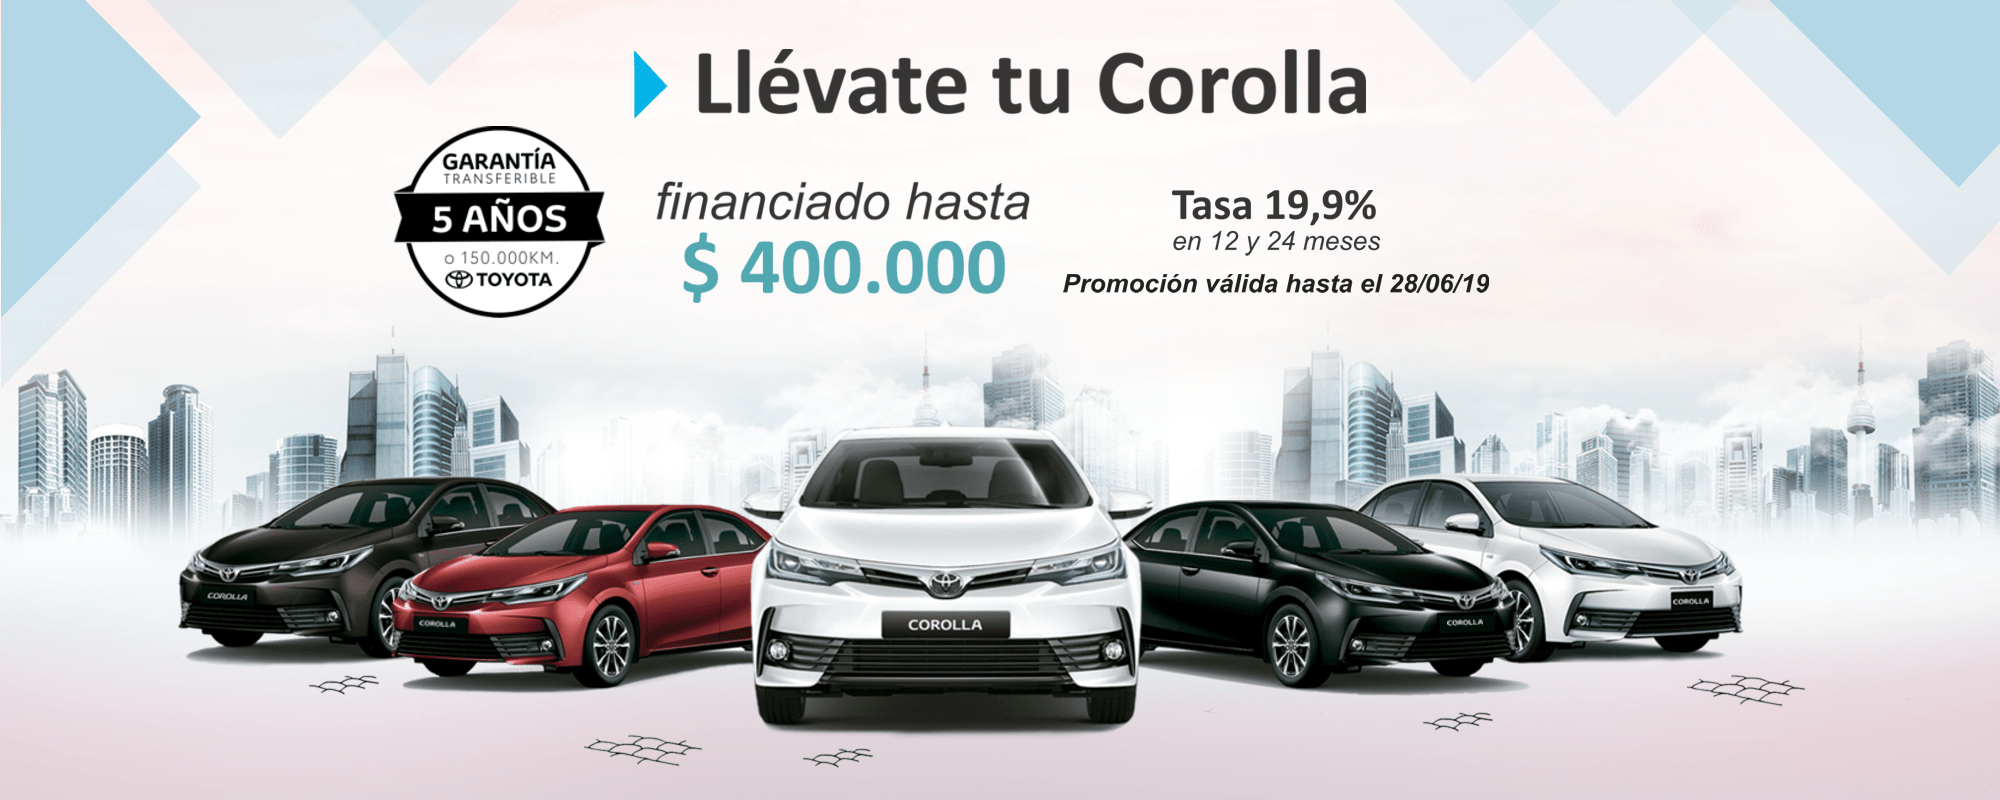 Llévate tu Corolla
GARANTÍA
TRANSFERIBLE
5 AÑOS
o 150.000KM.
TOYOTA
financiado hasta
$ 400.000
Tasa 19,9%
en 12 y 24 meses
Promoción válida hasta el 28/06/19
COROLLA
COROLLA
COROLLA
COROLLA
COROLLA